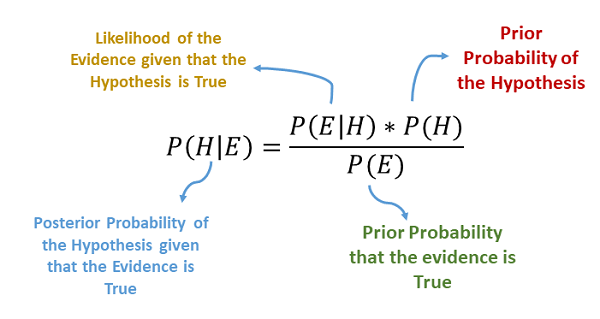 Likelihood of the
Evidence given that the
Hypothesis is True
Prior
Probability of
the Hypothesis
P(H|E) = P(E|H) ∗ P(H)
P(E)
Posterior Probability of
the Hypothesis given
that the Evidence is
True
Prior Probability
that the evidence is
True